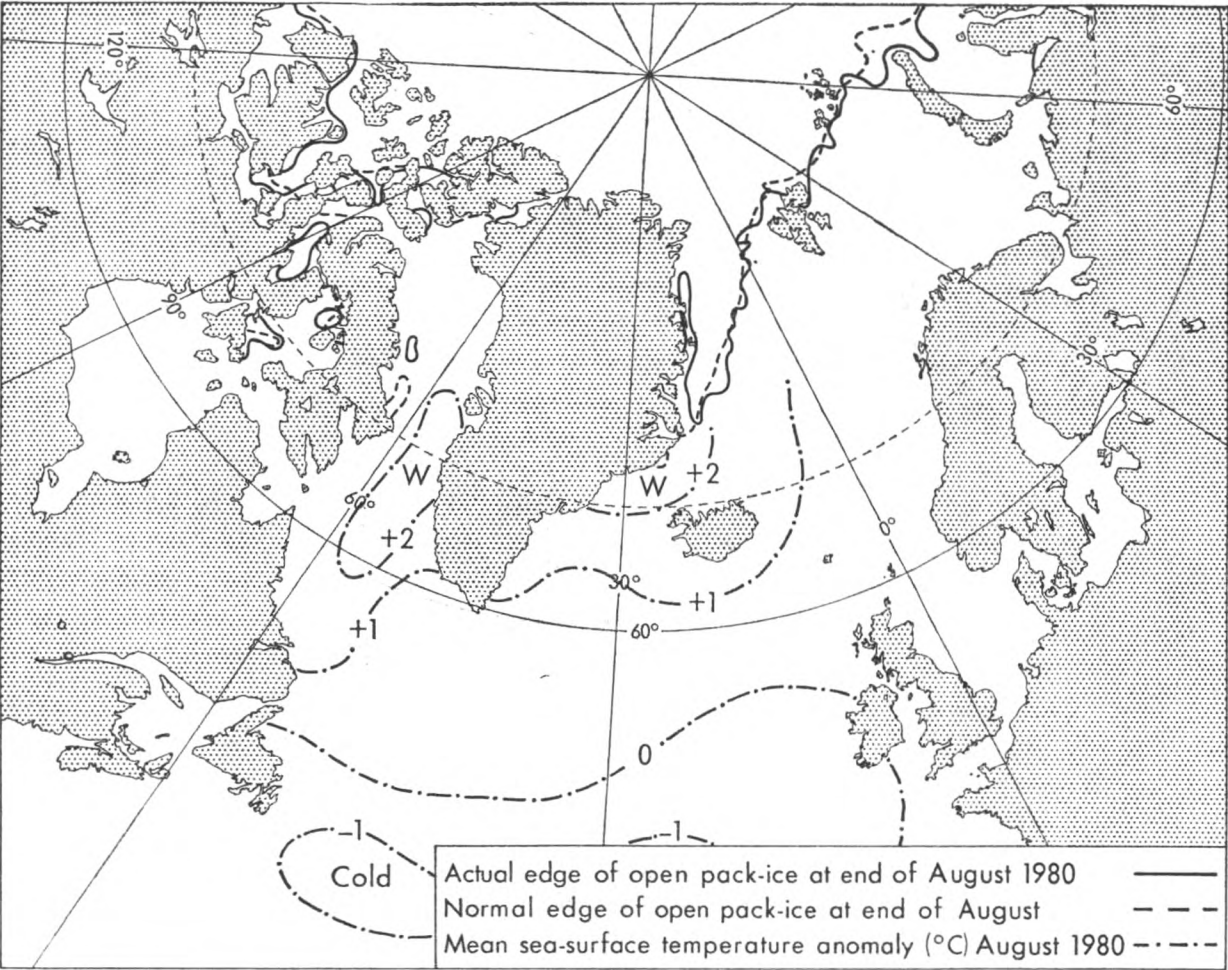 120°
60°
90°
30°
W
+2
W
60°
+2
0°
30°
+1
+1
60°
0
–1
–1
Cold
Actual edge of open pack-ice at end of August 1980
Normal edge of open pack-ice at end of August
Mean sea-surface temperature anomaly (°C) August 1980